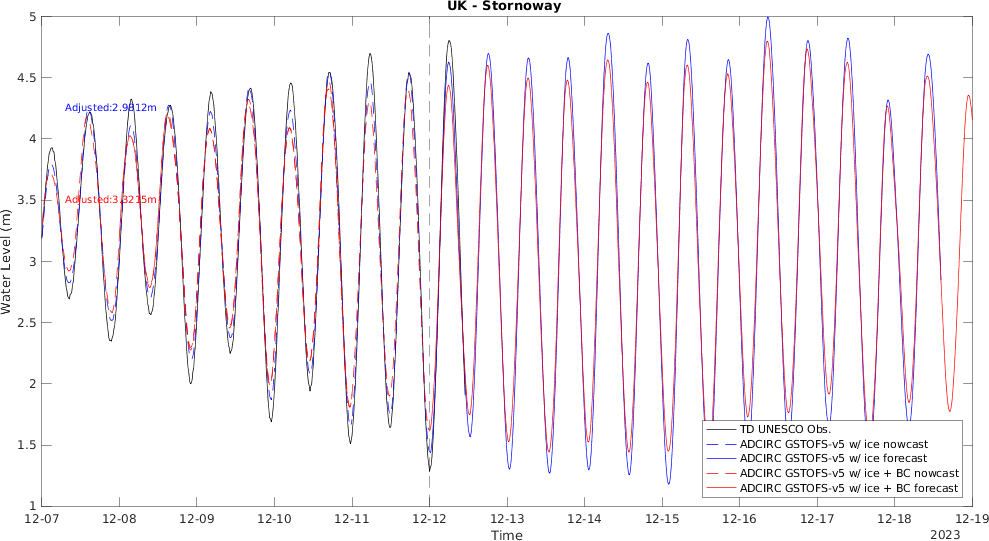 UK - Stornoway
5
4.5
4
3.5
3
2.5
2
1.5
1
Water Level (m)
Adjusted:2.9812m
Adjusted:3.3215m
TD UNESCO Obs.
ADCIRC GSTOFS-v5 w/ ice nowcast
ADCIRC GSTOFS-v5 w/ ice forecast
ADCIRC GSTOFS-v5 w/ ice + BC nowcast
ADCIRC GSTOFS-v5 w/ ice + BC forecast
12-07 12-08 12-09 12-10 12-11 12-12 12-13 12-14 12-15 12-16 12-17 12-18 12-19
Time
2023